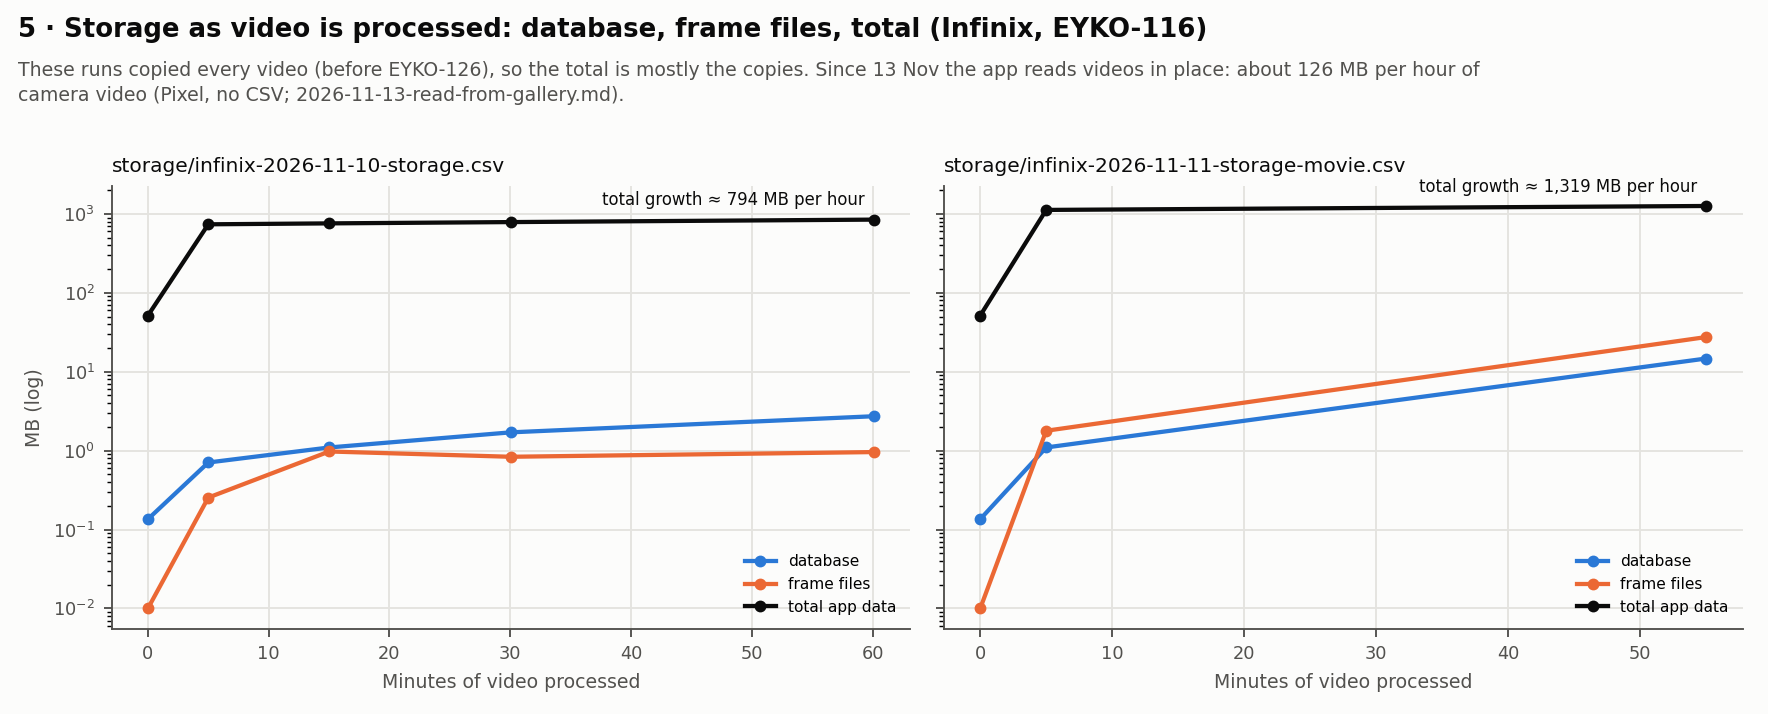 5 · Storage as video is processed: database, frame files, total (Infinix, EYKO-116)
These runs copied every video (before EYKO-126), so the total is mostly the copies. Since 13 Nov the app reads videos in place: about 126 MB per hour of
camera video (Pixel, no CSV; 2026-11-13-read-from-gallery.md).
storage/infinix-2026-11-10-storage.csv
total growth ≈ 794 MB per hour
MB (log)
10³
10²
10¹
10⁰
10⁻¹
10⁻²
database
frame files
total app data
0 10 20 30 40 50 60
Minutes of video processed
storage/infinix-2026-11-11-storage-movie.csv
total growth ≈ 1,319 MB per hour
database
frame files
total app data
0 10 20 30 40 50
Minutes of video processed